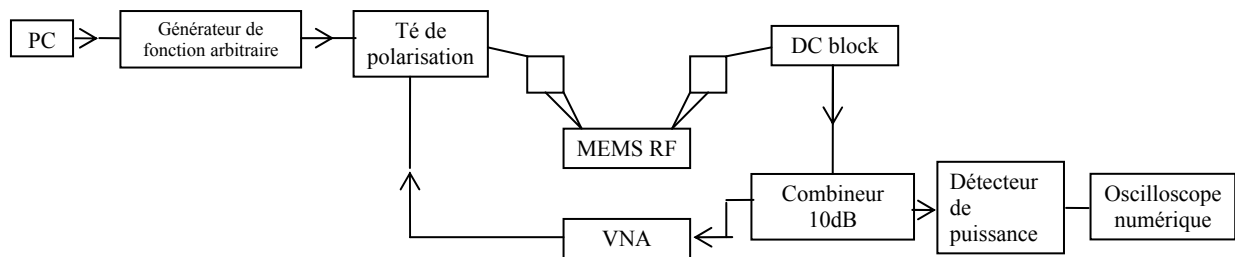 PC
Générateur de
fonction arbitraire
Té de
polarisation
DC block
MEMS RF
VNA
Combineur
10dB
Détecteur
de
puissance
Oscilloscope
numérique